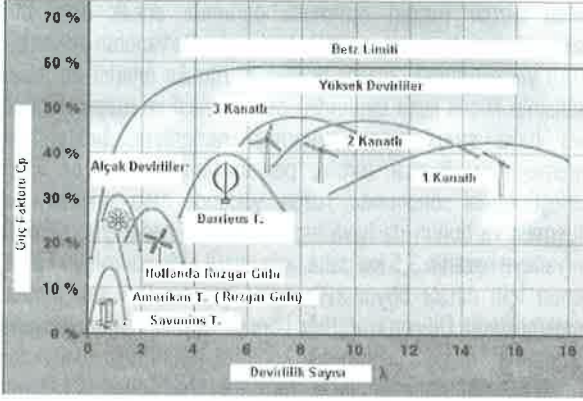 70 %
Betz Limiti
60 %
Yüksek Devirliler
50 %
3 Kanatlı
2 Kanatlı
40 %
Alçak Devirliler
1 Kanatlı
30 %
Darrieus T.
20 %
Hollanda Rüzgar Gülü
10 %
Amerikan T. ( Rüzgar Gülü)
Savonius T.
0 %
Güç Faktörü Cp
0 2 4 6 8 10 12 14 16 18
Devirlilik Sayısı λ